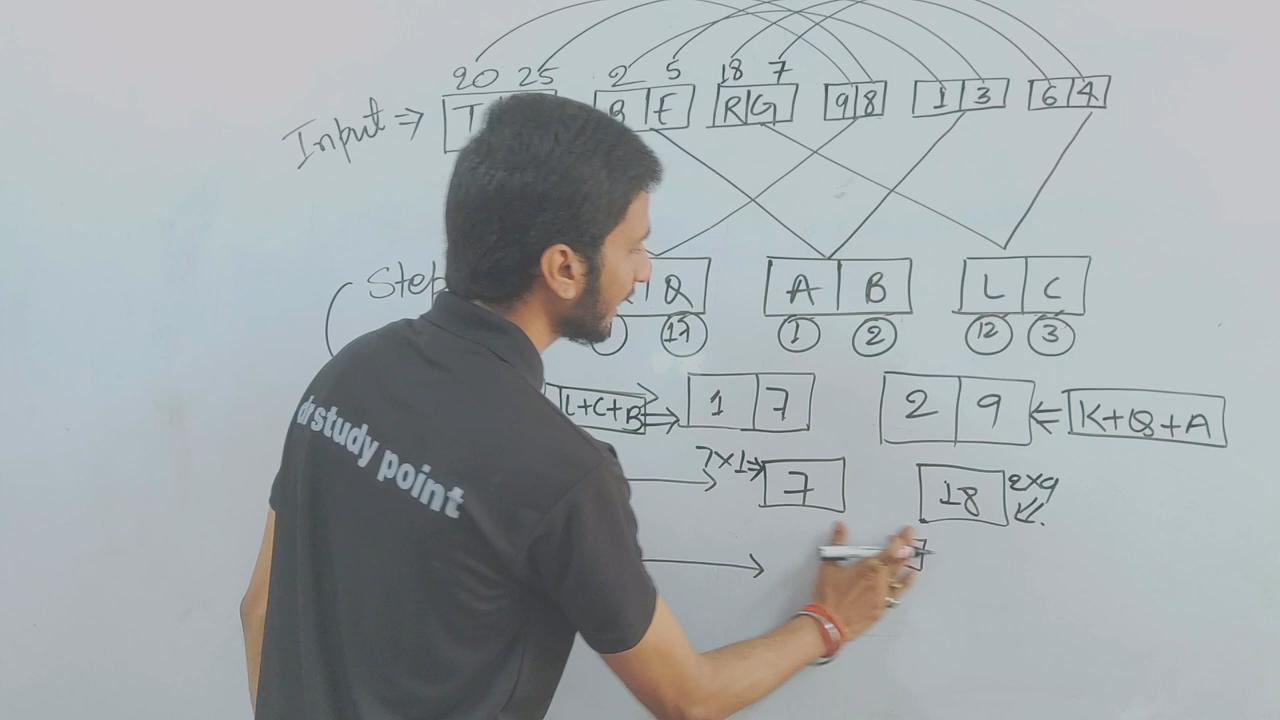 20 25 2 5 18 7
Input ⇒ T B E R G 9 8 1 3 6 4
Step Q A B L C
17 1 2 12 3
L+C+B ⇒ 1 7 2 9 ⇐ K+Q+A
7×1⇒ 7 18 2×9
dr study point